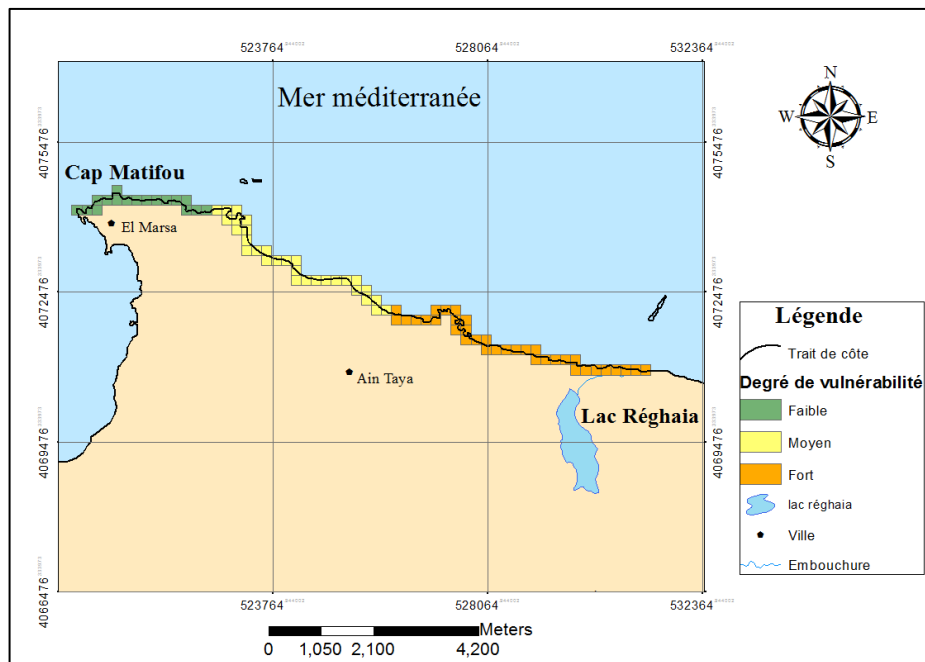 523764 528064 532364
Mer méditerranée
N
W E
S
4075476 4075476
Cap Matifou
El Marsa
4072476 4072476
Légende
Trait de côte
Degré de vulnérabilité
Faible
Moyen
Fort
lac réghaia
Ville
Embouchure
Ain Taya
Lac Réghaia
4069476 4069476
4066476 4066476
523764 528064 532364
Meters
0 1,050 2,100 4,200